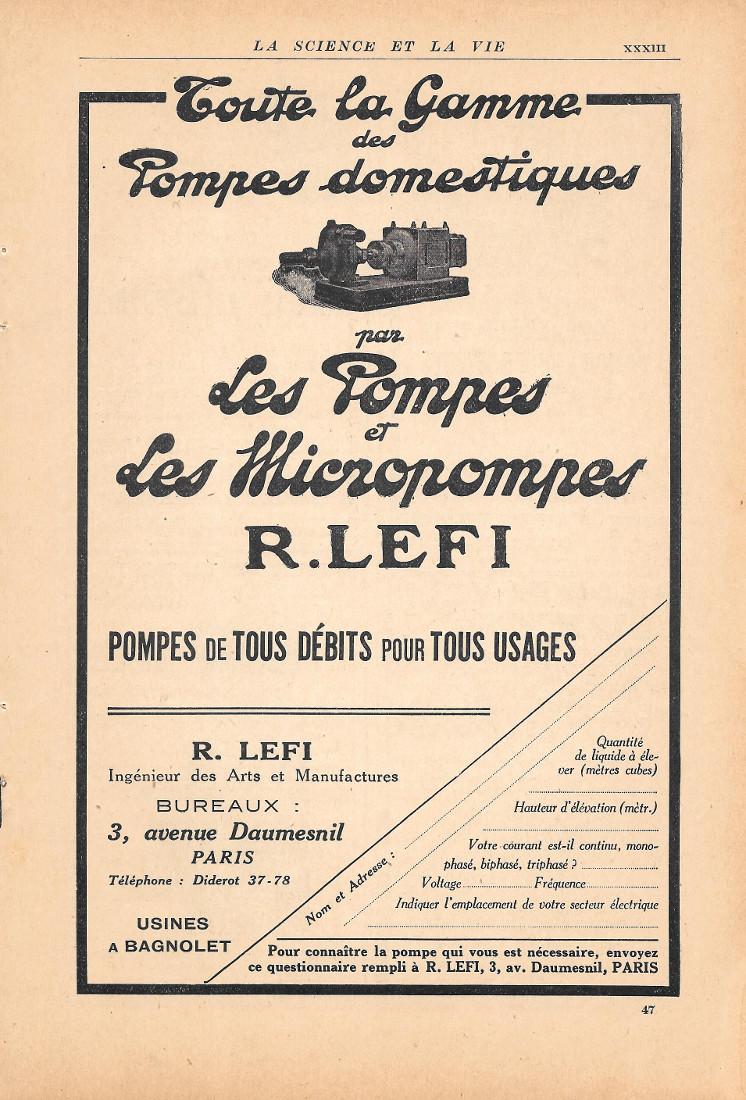 LA SCIENCE ET LA VIE XXXIII
Toute la Gamme
des
Pompes domestiques
par
Les Pompes
et
Les Micropompes
R. LEFI
POMPES DE TOUS DÉBITS POUR TOUS USAGES
R. LEFI
Ingénieur des Arts et Manufactures
BUREAUX :
3, avenue Daumesnil
PARIS
Téléphone : Diderot 37-78
USINES
A BAGNOLET
Nom et Adresse :
Quantité
de liquide à éle-
ver (mètres cubes)
Hauteur d'élévation (mètr.)
Votre courant est-il continu, mono-
phasé, biphasé, triphasé ?
Voltage Fréquence
Indiquer l'emplacement de votre secteur électrique
Pour connaître la pompe qui vous est nécessaire, envoyez
ce questionnaire rempli à R. LEFI, 3, av. Daumesnil, PARIS
47